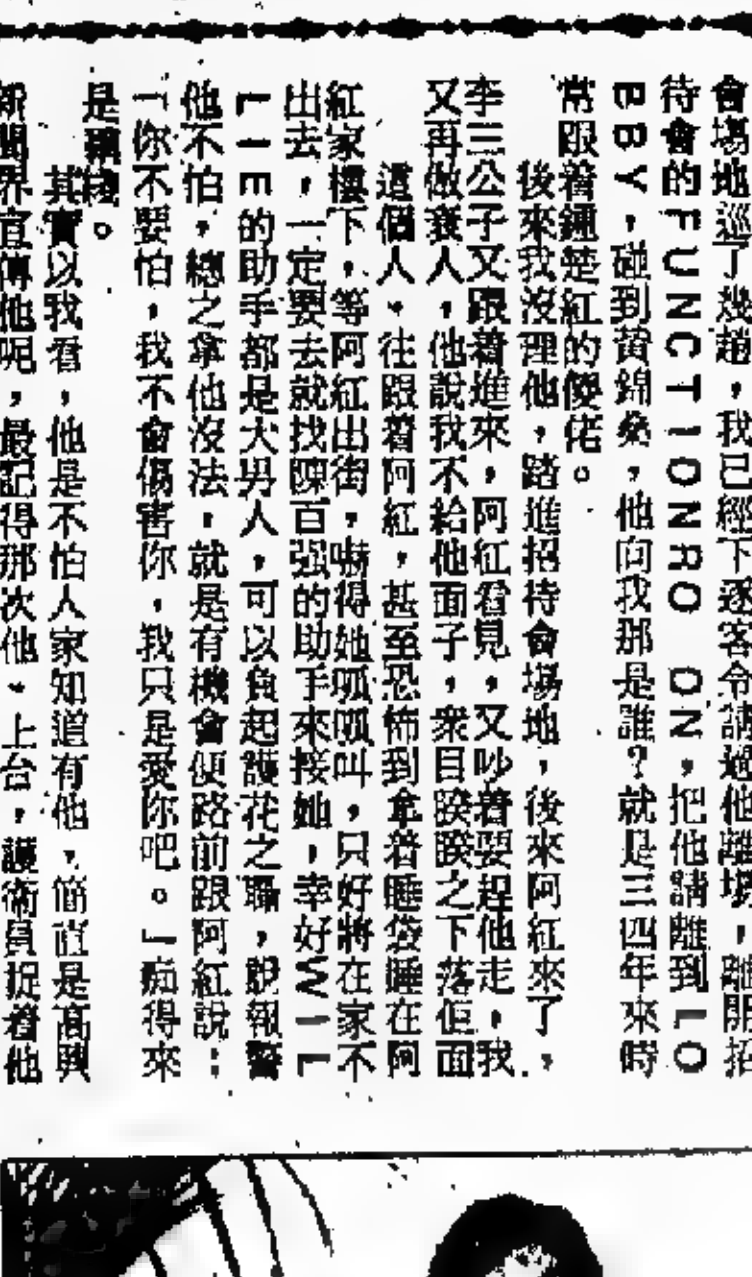 會場地巡了幾趟，我已經下逐客令請過他離場，離開招
待會的FUNCTIONRO ON，把他請離到LO
BBY，碰到黃錦燊，他向我那是誰？就是三四年來時
常跟着鍾楚紅的傻佬。
後來我沒理他，踏進招待會場地，後來阿紅來了，
李三公子又跟着進來，阿紅看見，又吵着要趕他走，我
又再做衰人，他說我不給他面子，衆目睽睽之下落佢面
這個人，往跟着阿紅，甚至恐怖到拿着睡袋睡在阿
紅家樓下，等阿紅出街，嚇得她呱呱叫，只好將在家不
出去，一定要去就找陳百强的助手來接她，幸好WIL
LIE的助手都是大男人，可以負起護花之職，說報警
他不怕，總之拿他沒法，就是有機會便路前跟阿紅說：
「你不要怕，我不會傷害你，我只是愛你吧。」痴得來
是
其實以我看，他是不怕人家知道有他，簡直是高興
新聞界宣傳他呢，最記得那次他，上台，護衛員捉着他